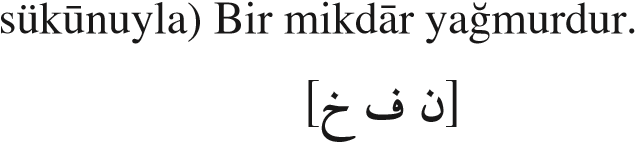 sükūnuyla) Bir mikdār yağmurdur.
[ن ف خ]